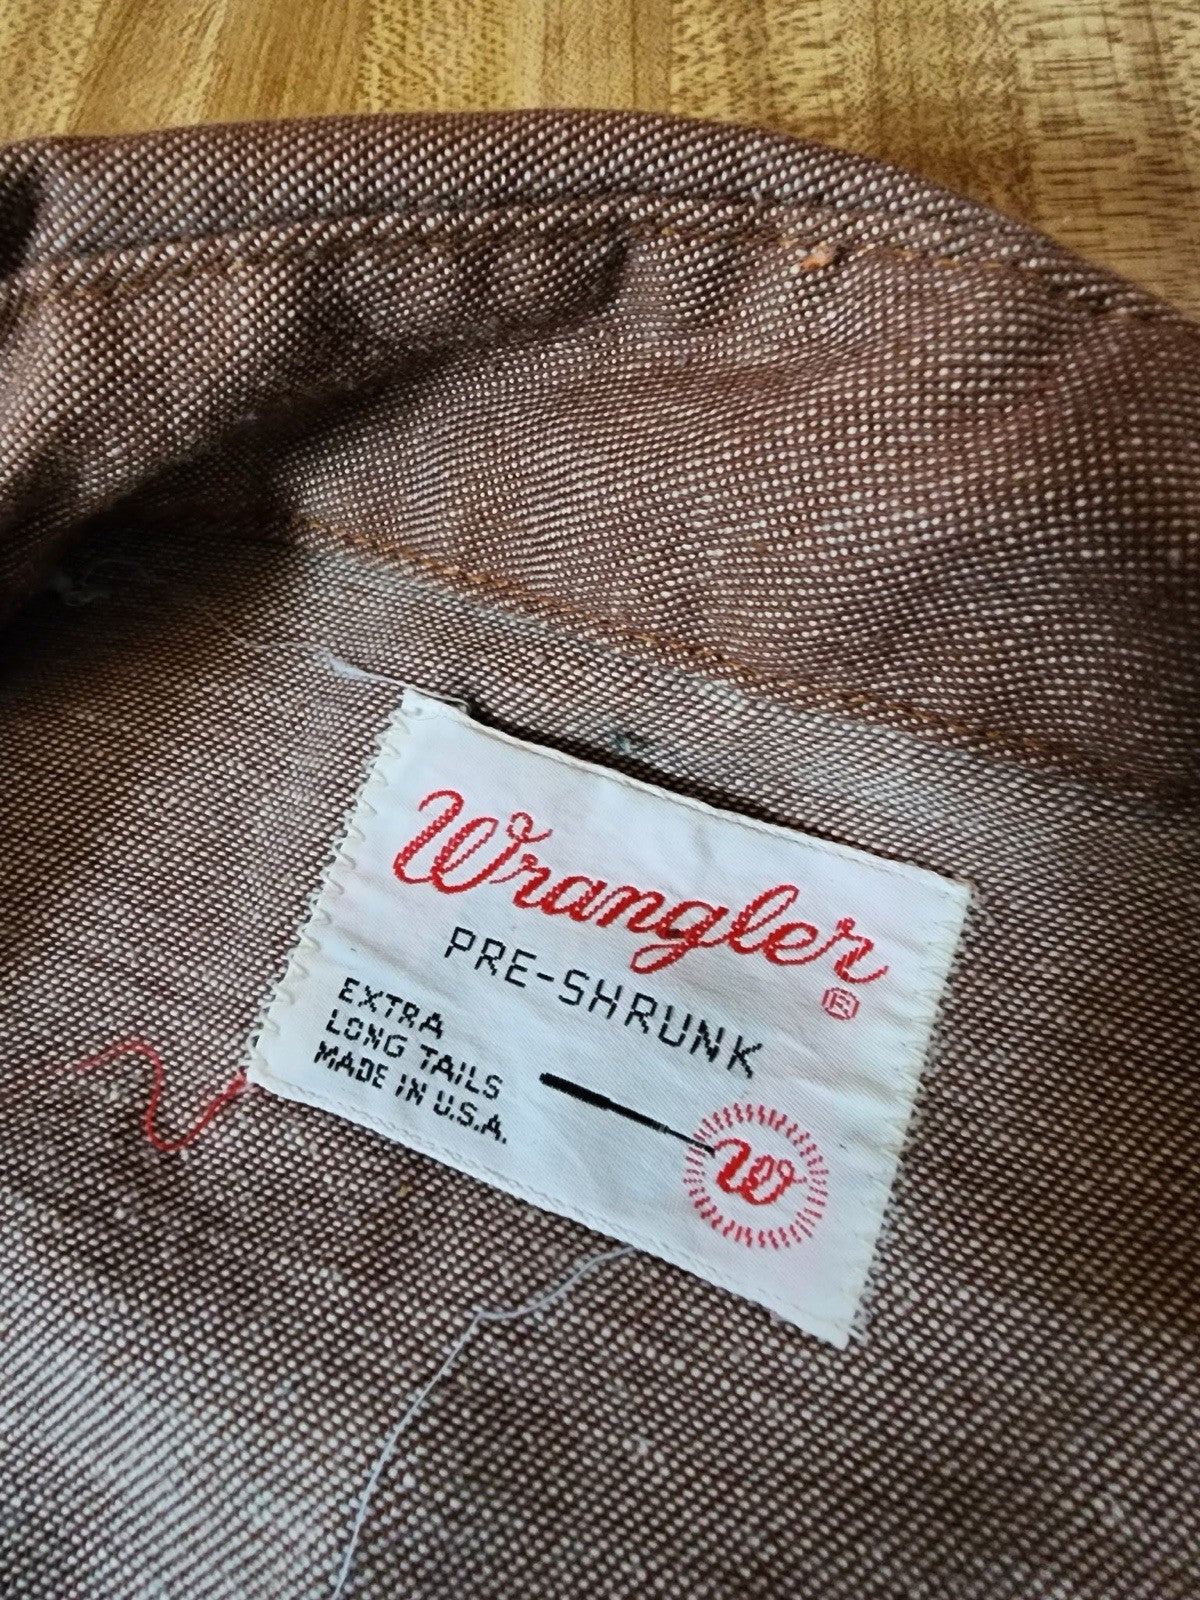 Wrangler
®
PRE-SHRUNK
EXTRA
LONG TAILS
MADE IN U.S.A.
W